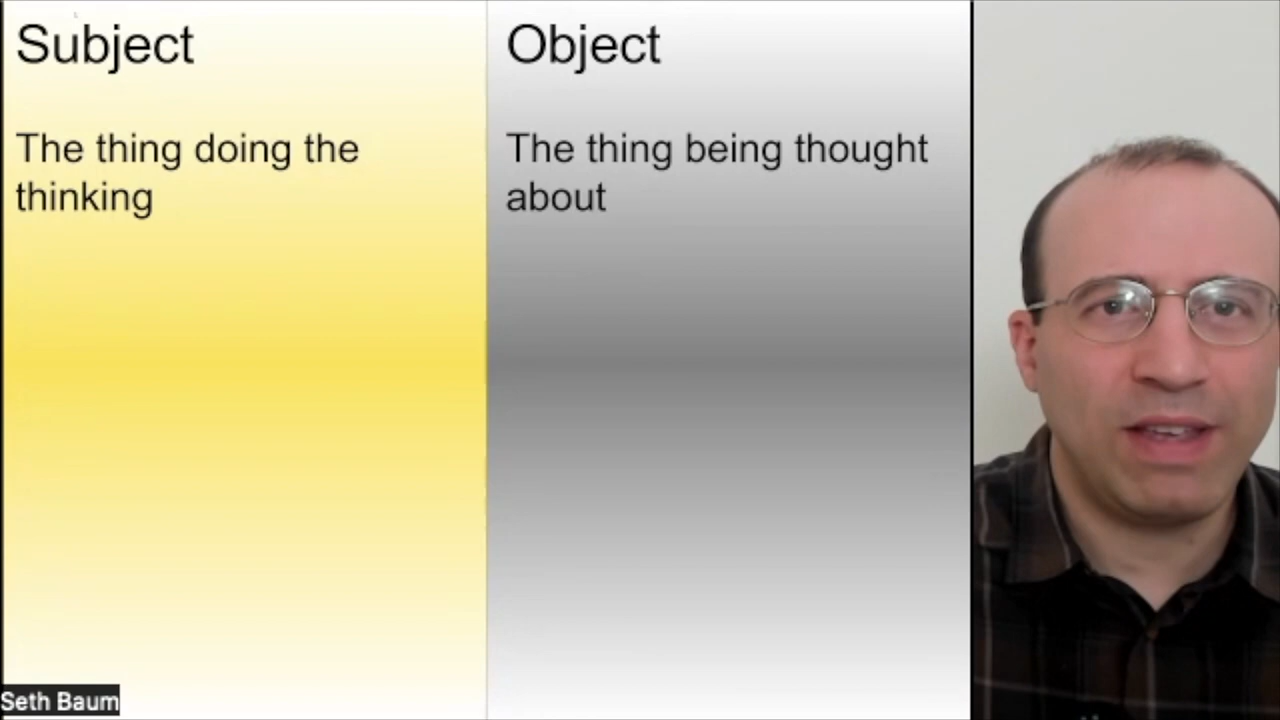 Subject
The thing doing the
thinking
Object
The thing being thought
about
Seth Baum